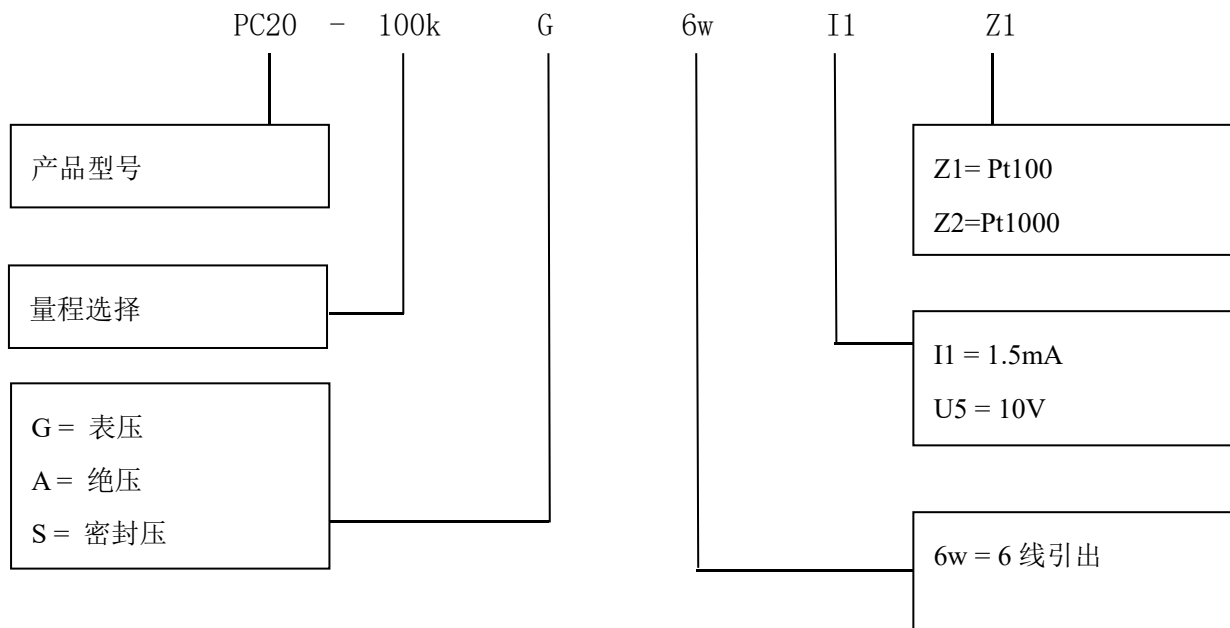 PC20 - 100k G 6w I1 Z1
产品型号
量程选择
G = 表压
A = 绝压
S = 密封压
Z1= Pt100
Z2=Pt1000
I1 = 1.5mA
U5 = 10V
6w = 6 线引出